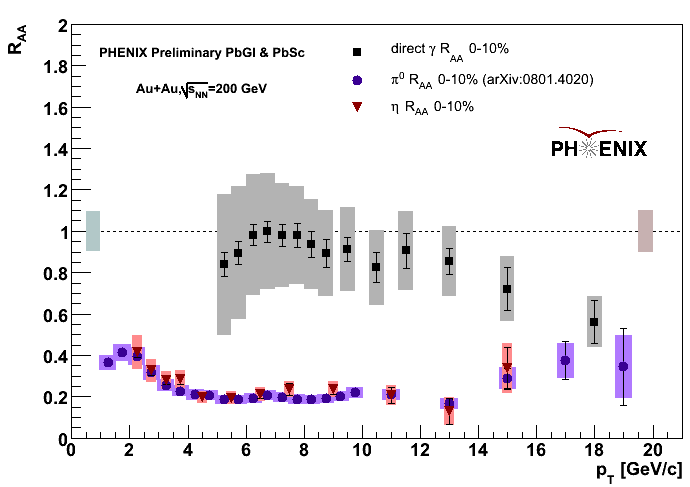 R_AA
PHENIX Preliminary PbGl & PbSc
Au+Au,√s_NN=200 GeV
direct γ R_AA 0-10%
π⁰ R_AA 0-10% (arXiv:0801.4020)
η R_AA 0-10%
PHENIX
2
1.8
1.6
1.4
1.2
1
0.8
0.6
0.4
0.2
0
0 2 4 6 8 10 12 14 16 18 20
p_T [GeV/c]